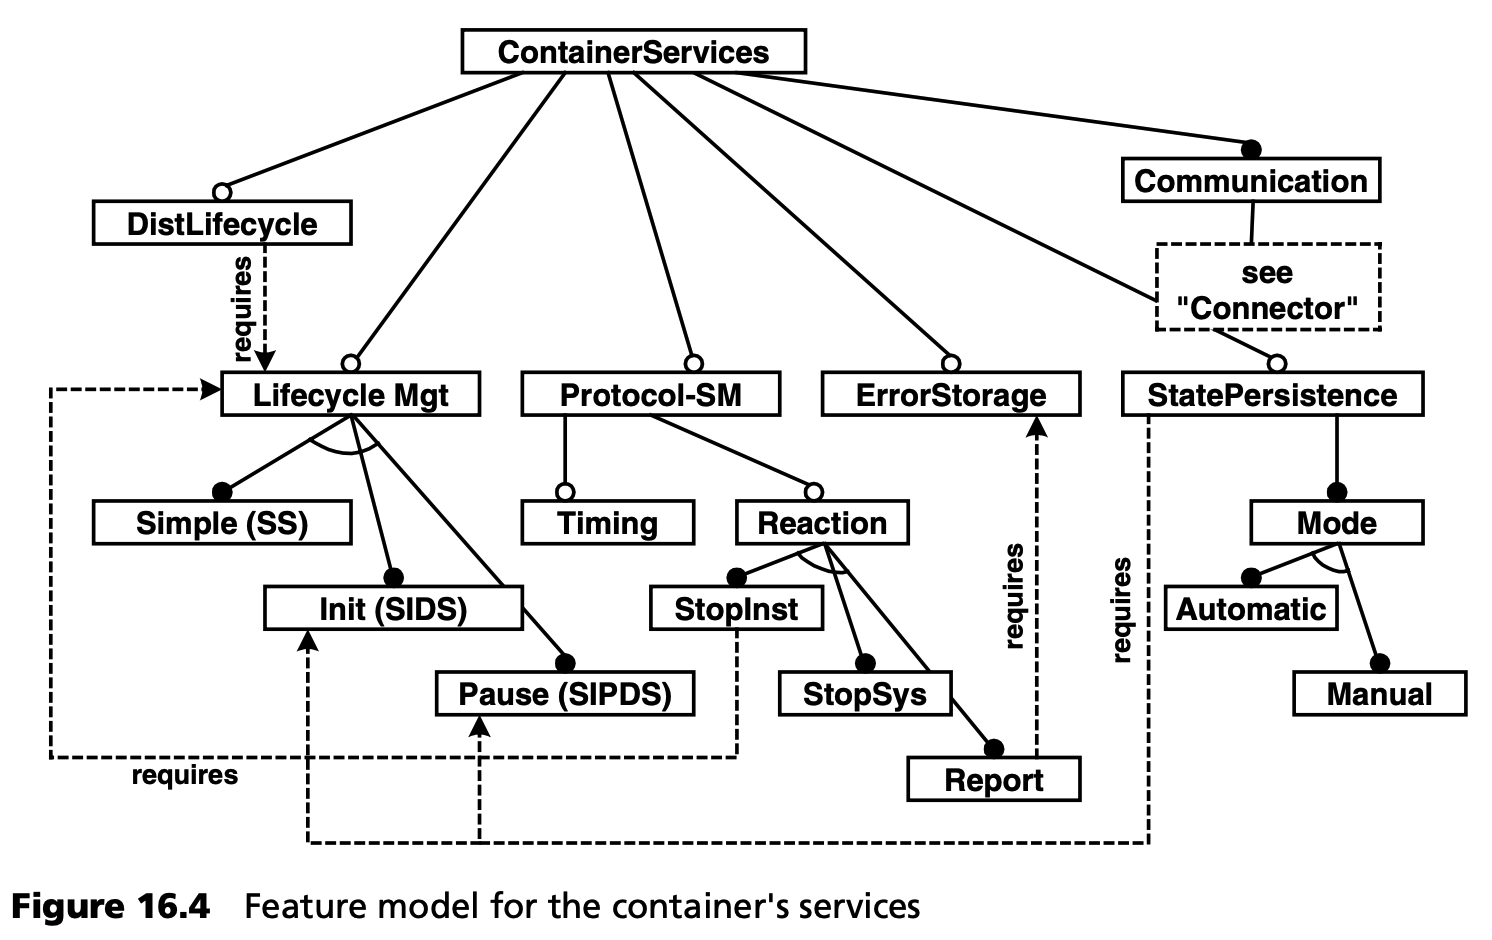 ContainerServices
Communication
DistLifecycle
see
"Connector"
requires
Lifecycle Mgt
Protocol-SM
ErrorStorage
StatePersistence
Simple (SS)
Timing
Reaction
Mode
Init (SIDS)
StopInst
requires
requires
Automatic
Pause (SIPDS)
StopSys
Manual
requires
Report
Figure 16.4 Feature model for the container's services